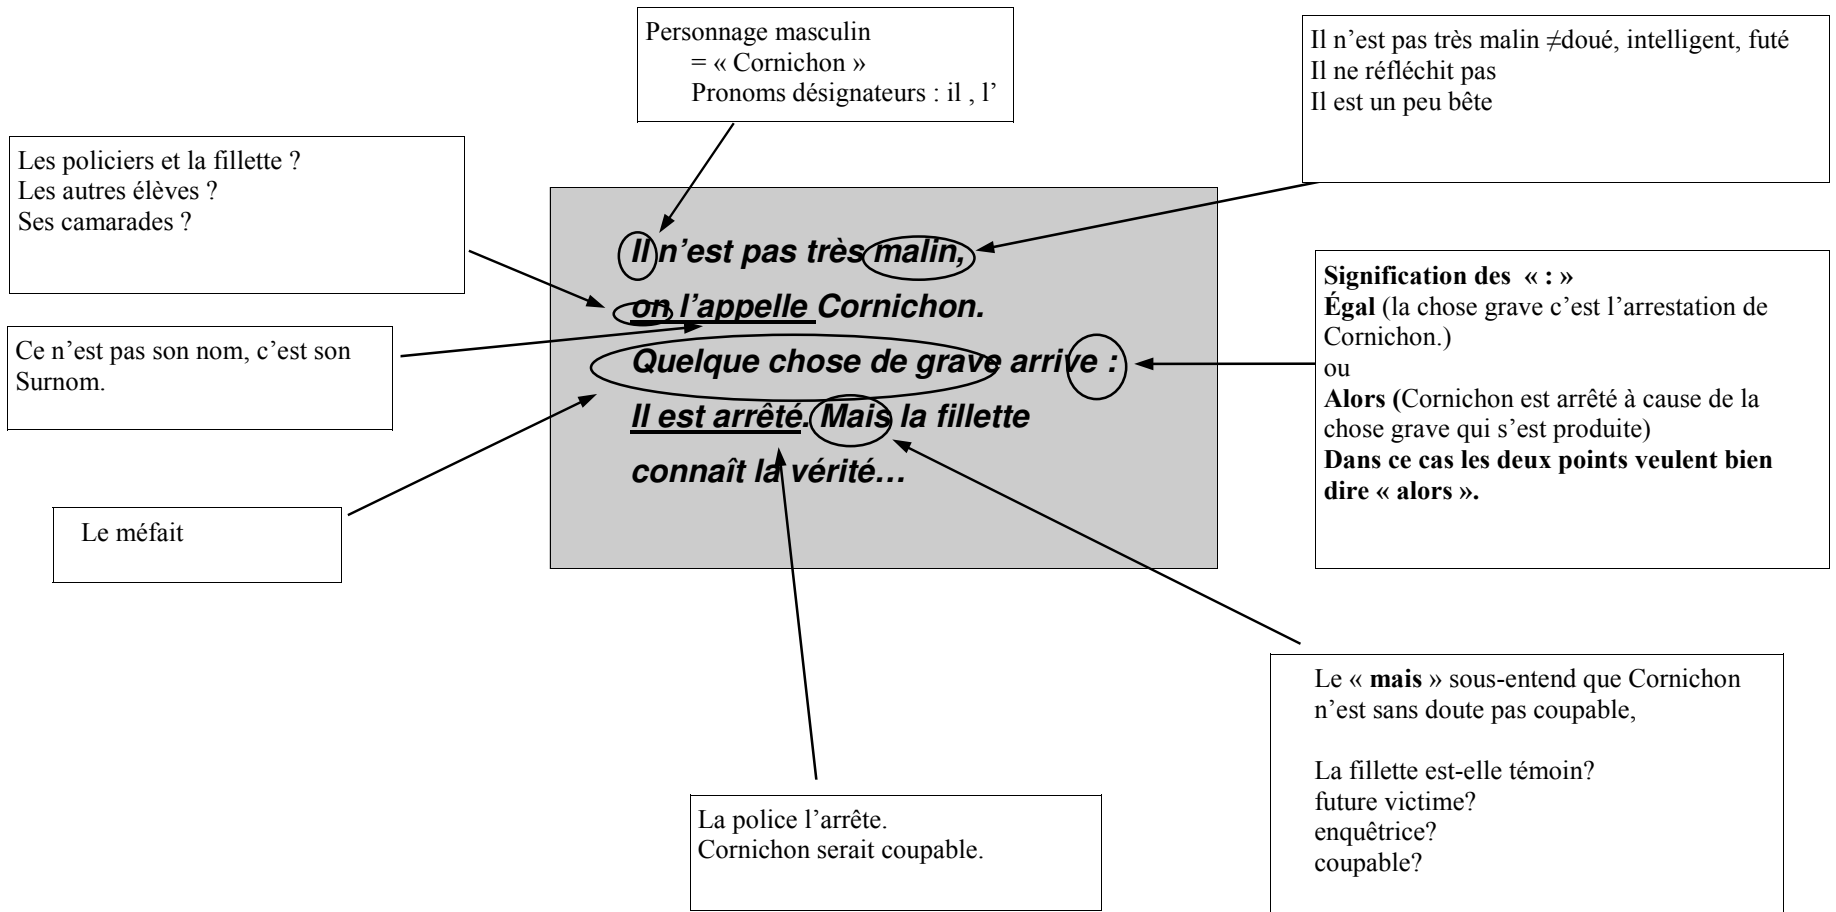 Personnage masculin
= « Cornichon »
Pronoms désignateurs : il , l’
Il n’est pas très malin ≠doué, intelligent, futé
Il ne réfléchit pas
Il est un peu bête
Les policiers et la fillette ?
Les autres élèves ?
Ses camarades ?
Il n’est pas très malin,
on l’appelle Cornichon.
Quelque chose de grave arrive :
Il est arrêté. Mais la fillette
connaît la vérité…
Signification des « : »
Égal (la chose grave c’est l’arrestation de
Cornichon.)
ou
Alors (Cornichon est arrêté à cause de la
chose grave qui s’est produite)
Dans ce cas les deux points veulent bien
dire « alors ».
Ce n’est pas son nom, c’est son
Surnom.
Le méfait
Le « mais » sous-entend que Cornichon
n’est sans doute pas coupable,
La fillette est-elle témoin?
future victime?
enquêtrice?
coupable?
La police l’arrête.
Cornichon serait coupable.